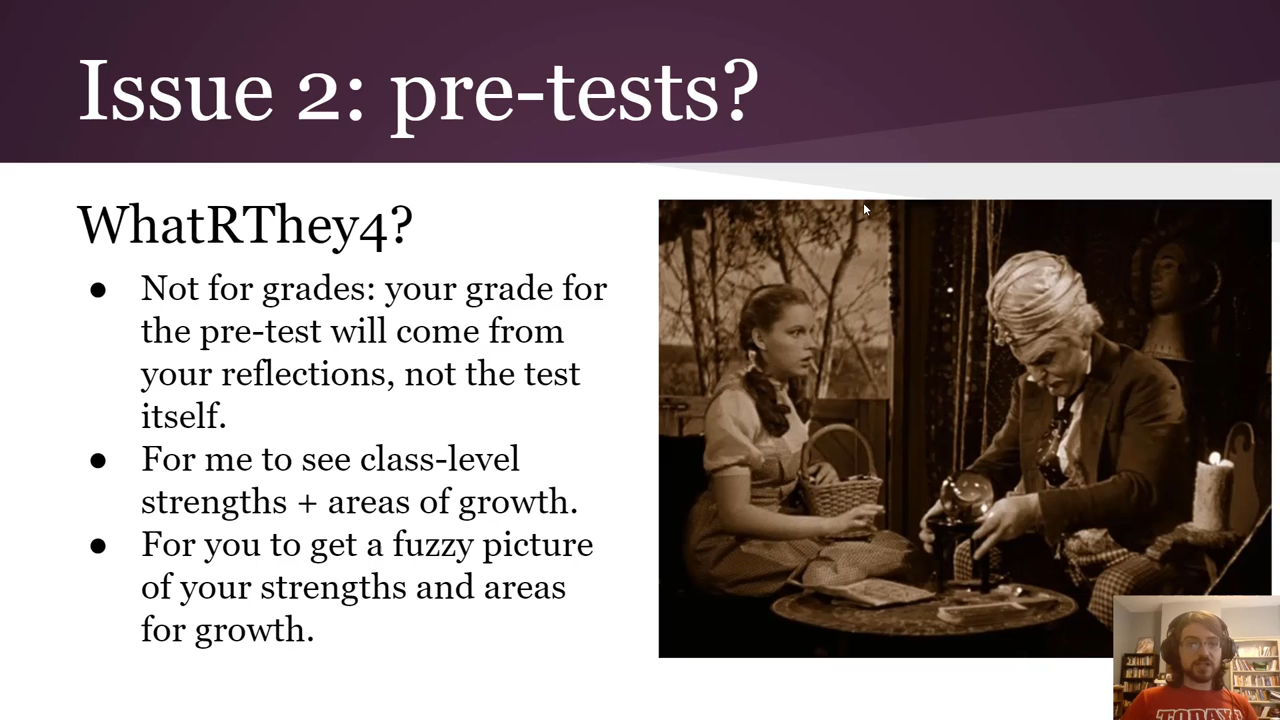 Issue 2: pre-tests?
WhatRThey4?
● Not for grades: your grade for
the pre-test will come from
your reflections, not the test
itself.
● For me to see class-level
strengths + areas of growth.
● For you to get a fuzzy picture
of your strengths and areas
for growth.
TODAY